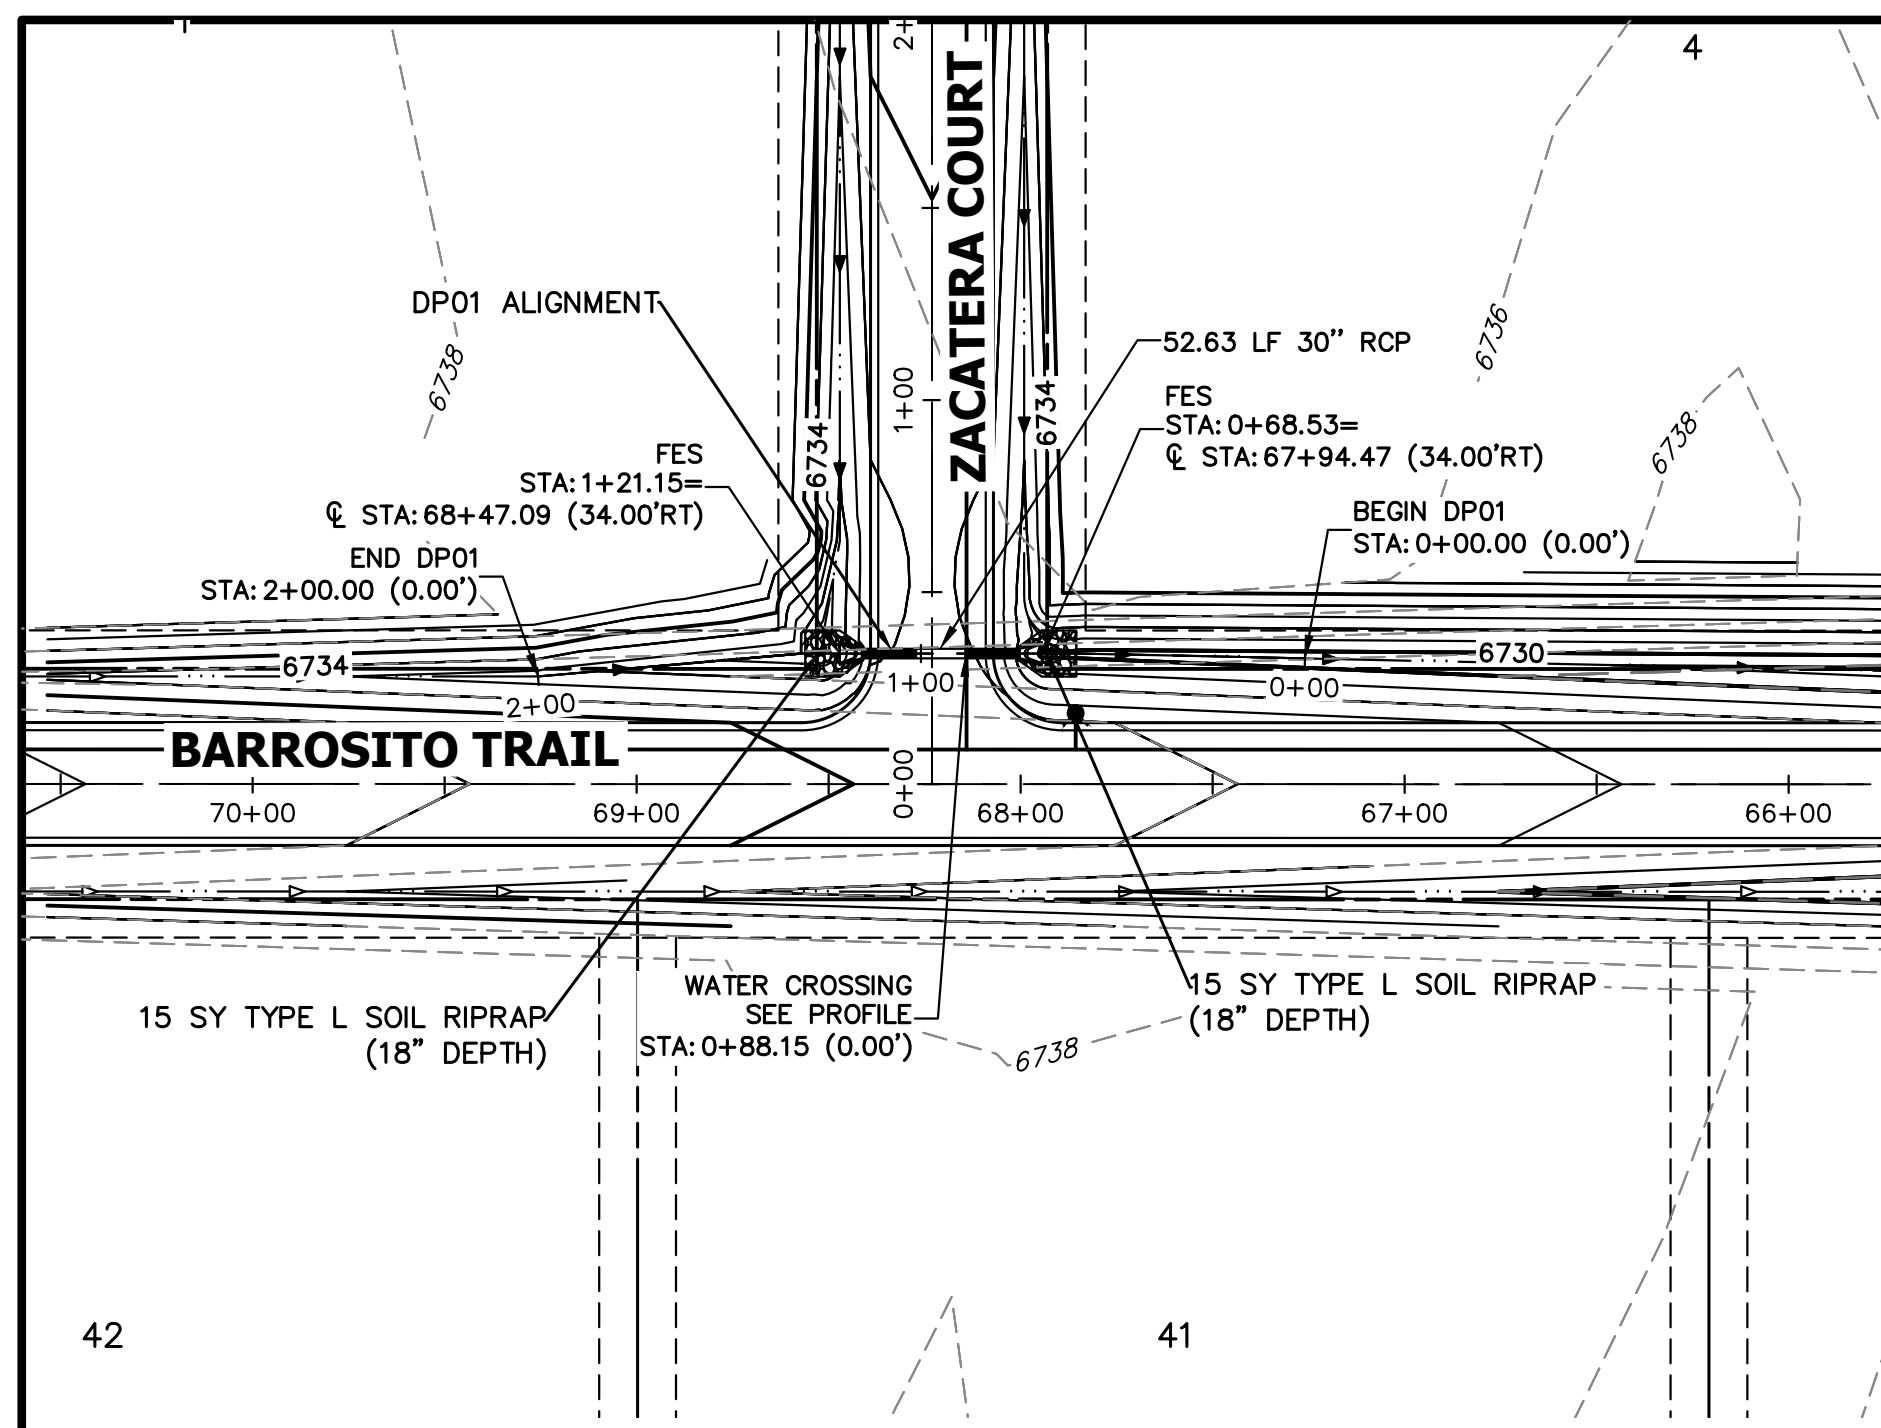 4
2+
ZACATERA COURT
DP01 ALIGNMENT
52.63 LF 30" RCP
6736
6738
6738
1+00
6734
6734
FES
STA: 0+68.53=
℄ STA: 67+94.47 (34.00'RT)
FES
STA: 1+21.15=
℄ STA: 68+47.09 (34.00'RT)
BEGIN DP01
STA: 0+00.00 (0.00')
END DP01
STA: 2+00.00 (0.00')
6734
6730
2+00
1+00
0+00
BARROSITO TRAIL
0+00
70+00
69+00
68+00
67+00
66+00
15 SY TYPE L SOIL RIPRAP
(18" DEPTH)
WATER CROSSING
SEE PROFILE
STA: 0+88.15 (0.00')
15 SY TYPE L SOIL RIPRAP
(18" DEPTH)
6738
42
41